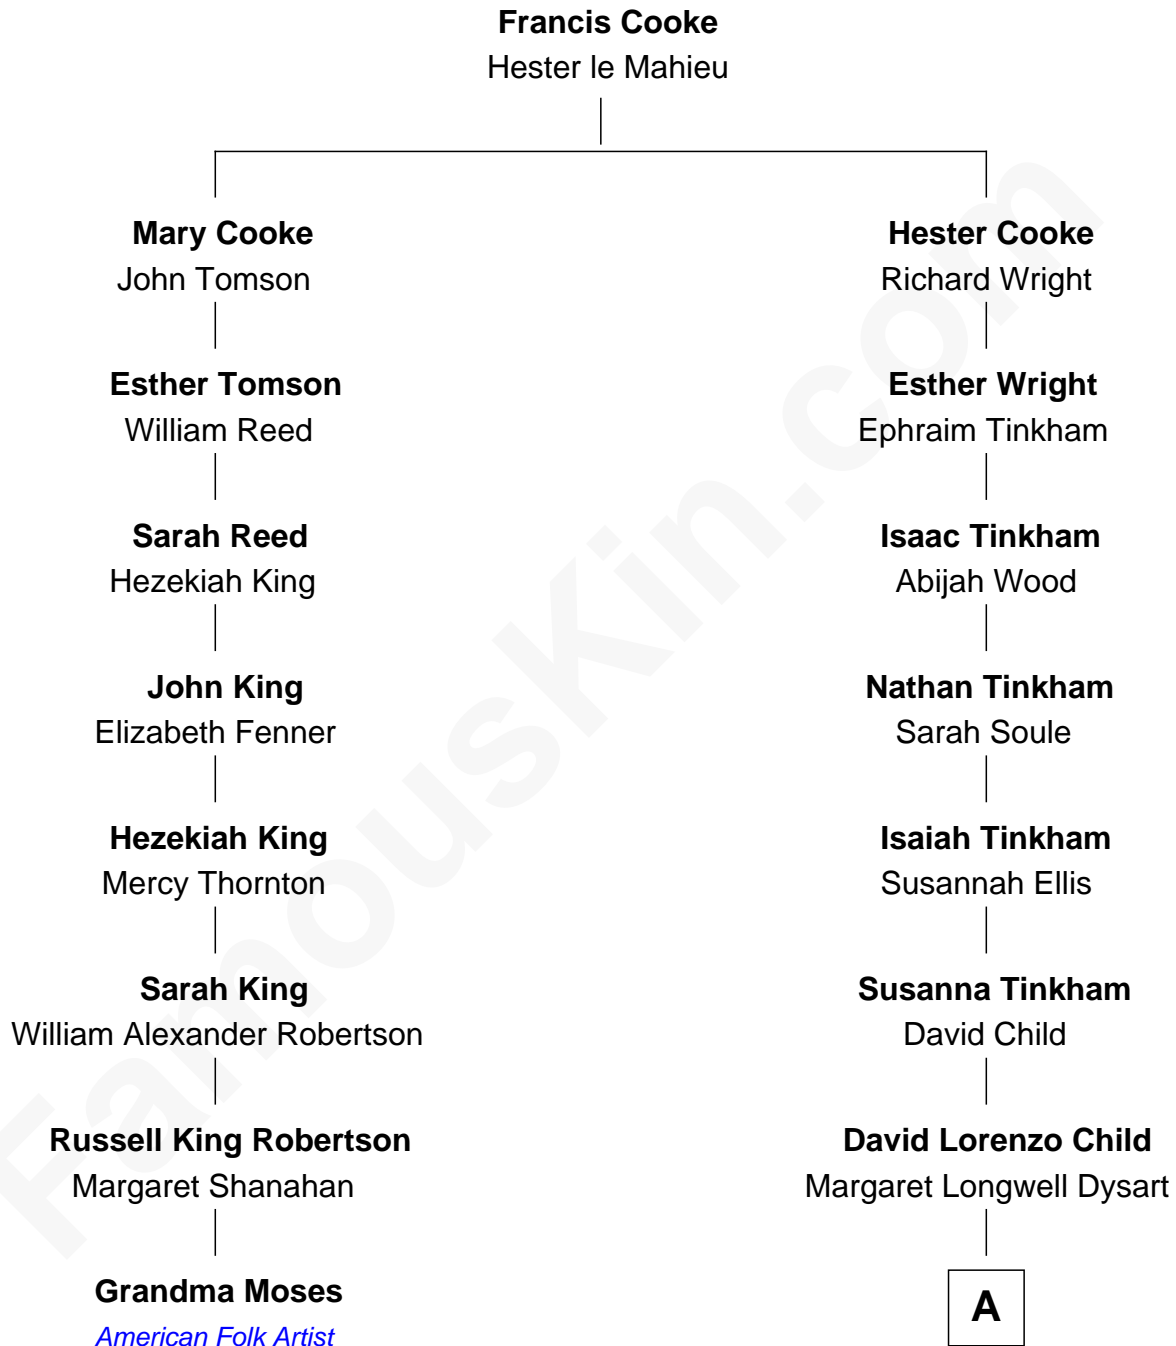 Francis Cooke
Hester le Mahieu
Mary Cooke
John Tomson
Hester Cooke
Richard Wright
Esther Tomson
William Reed
Esther Wright
Ephraim Tinkham
Sarah Reed
Hezekiah King
Isaac Tinkham
Abijah Wood
John King
Elizabeth Fenner
Nathan Tinkham
Sarah Soule
Hezekiah King
Mercy Thornton
Isaiah Tinkham
Susannah Ellis
Sarah King
William Alexander Robertson
Susanna Tinkham
David Child
Russell King Robertson
Margaret Shanahan
David Lorenzo Child
Margaret Longwell Dysart
Grandma Moses
American Folk Artist
A
FamousKin.com